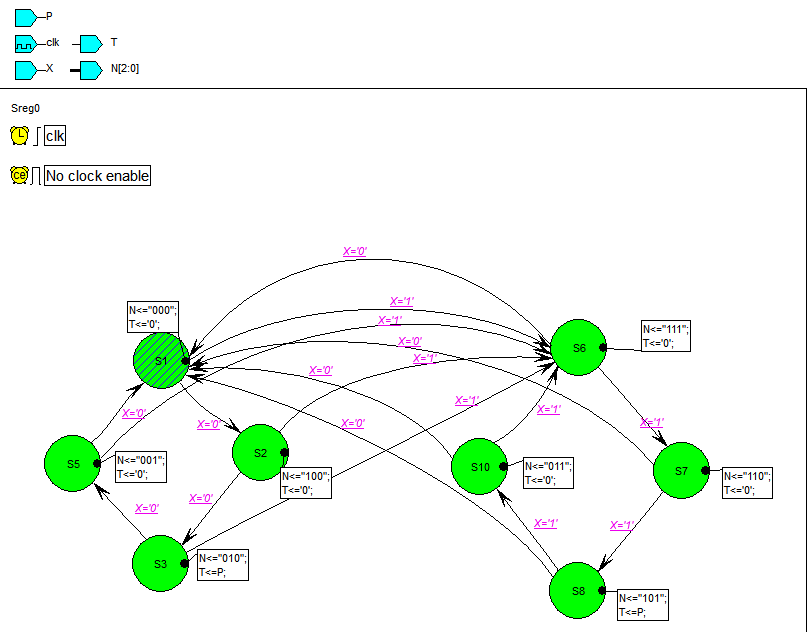 P
clk
T
X
N[2:0]
Sreg0
clk
ce
No clock enable
X='0'
X='1'
X='1'
X='0'
X='1'
X='0'
N<="000";
T<='0';
S1
S6
N<="111";
T<='0';
X='0'
X='0'
X='0'
X='1'
X='1'
X='1'
S5
N<="001";
T<='0';
S2
N<="100";
T<='0';
S10
N<="011";
T<='0';
S7
N<="110";
T<='0';
X='0'
X='0'
X='1'
X='1'
S3
N<="010";
T<=P;
S8
N<="101";
T<=P;